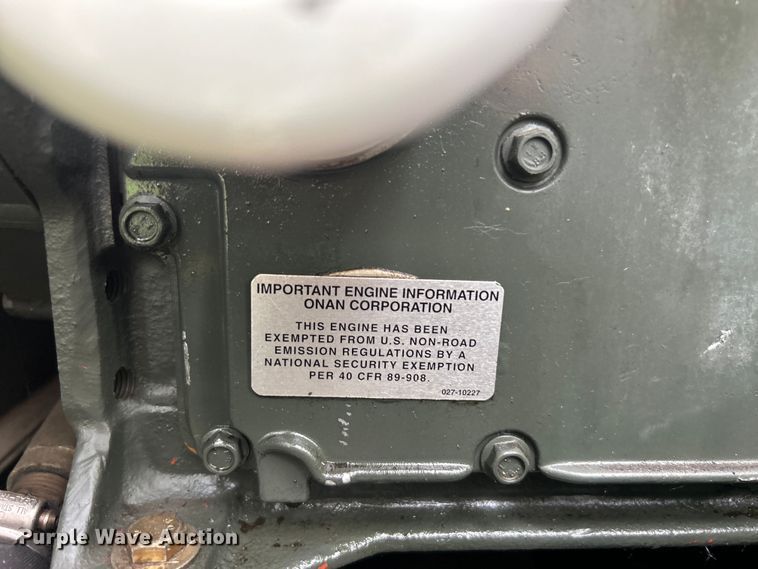 IMPORTANT ENGINE INFORMATION
ONAN CORPORATION
THIS ENGINE HAS BEEN
EXEMPTED FROM U.S. NON-ROAD
EMISSION REGULATIONS BY A
NATIONAL SECURITY EXEMPTION
PER 40 CFR 89-908.
027-10227
Purple Wave Auction